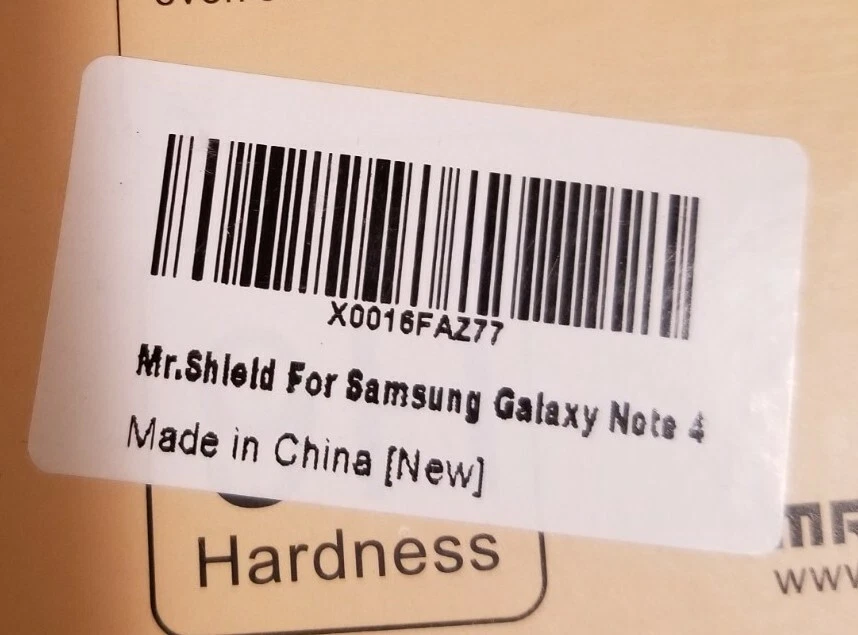 X0016FAZ77
Mr.Shield For Samsung Galaxy Note 4
Made in China [New]
Hardness